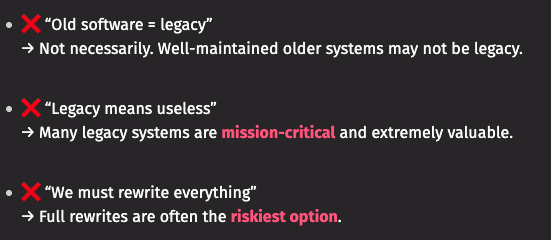 • ❌ “Old software = legacy”
→ Not necessarily. Well-maintained older systems may not be legacy.
• ❌ “Legacy means useless”
→ Many legacy systems are mission-critical and extremely valuable.
• ❌ “We must rewrite everything”
→ Full rewrites are often the riskiest option.